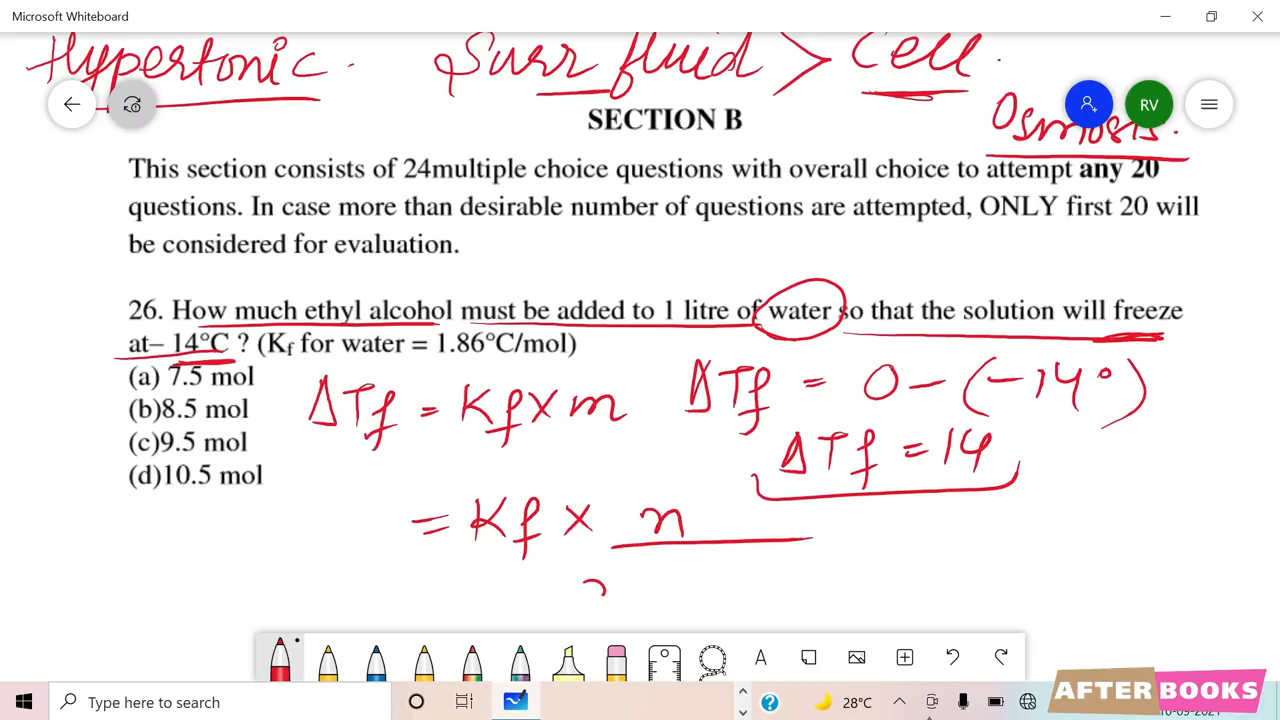 Microsoft Whiteboard
Hypertonic. Surr fluid > Cell.
RV
Osmosis.
SECTION B
This section consists of 24multiple choice questions with overall choice to attempt any 20
questions. In case more than desirable number of questions are attempted, ONLY first 20 will
be considered for evaluation.
26. How much ethyl alcohol must be added to 1 litre of water so that the solution will freeze
at– 14°C ? (Kf for water = 1.86°C/mol)
(a) 7.5 mol
(b)8.5 mol
(c)9.5 mol
(d)10.5 mol
ΔTf = Kf × m
ΔTf = 0 - (-14°)
ΔTf = 14
= Kf × n
A
Type here to search
28°C
AFTER BOOKS